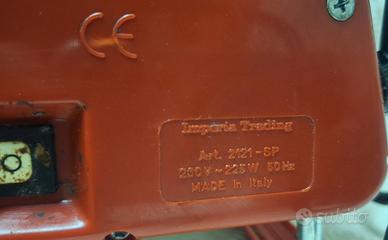 CE
Imperia Trading
Art. 2121-SP
230V~225W 50Hz
MADE in Italy
subito